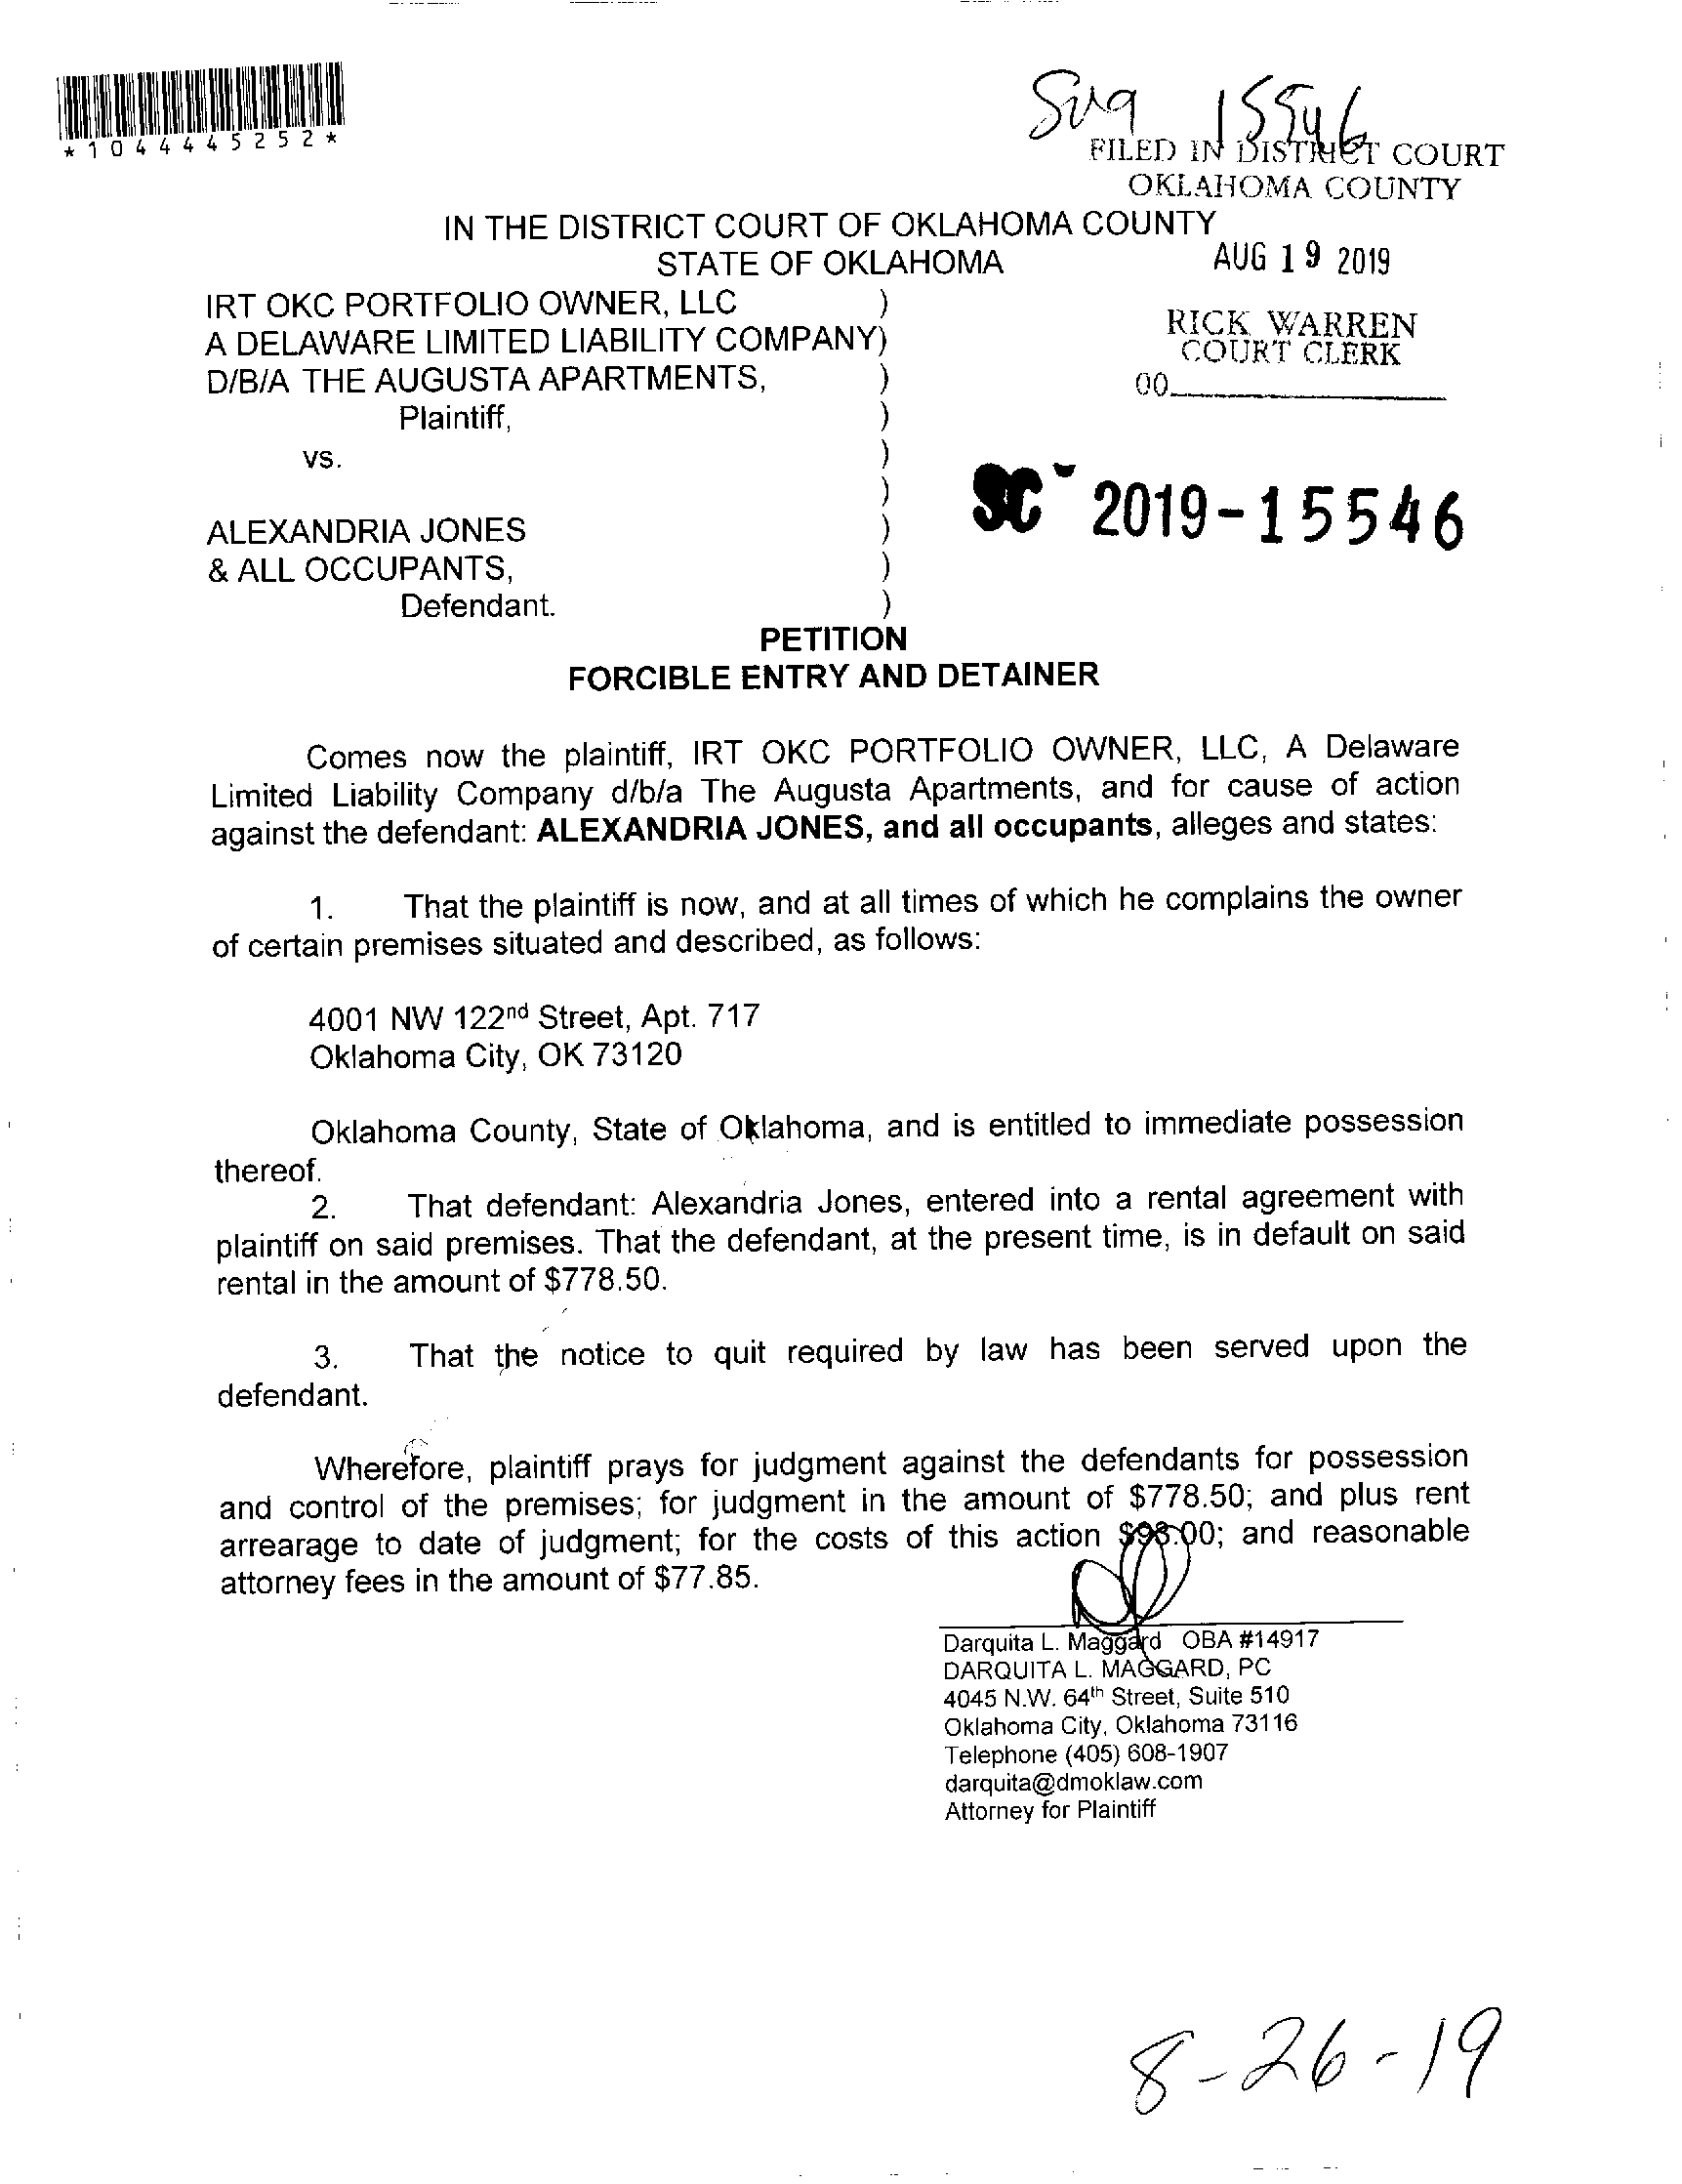 *1044445252*
15546
FILED IN DISTRICT COURT
OKLAHOMA COUNTY
IN THE DISTRICT COURT OF OKLAHOMA COUNTY
STATE OF OKLAHOMA
AUG 19 2019
IRT OKC PORTFOLIO OWNER, LLC )
A DELAWARE LIMITED LIABILITY COMPANY)
D/B/A THE AUGUSTA APARTMENTS, )
Plaintiff, )
RICK WARREN
COURT CLERK
00
vs. )
)
SC- 2019-15546
ALEXANDRIA JONES )
& ALL OCCUPANTS, )
Defendant. )
PETITION
FORCIBLE ENTRY AND DETAINER
Comes now the plaintiff, IRT OKC PORTFOLIO OWNER, LLC, A Delaware
Limited Liability Company d/b/a The Augusta Apartments, and for cause of action
against the defendant: ALEXANDRIA JONES, and all occupants, alleges and states:
1. That the plaintiff is now, and at all times of which he complains the owner
of certain premises situated and described, as follows:
4001 NW 122nd Street, Apt. 717
Oklahoma City, OK 73120
Oklahoma County, State of Oklahoma, and is entitled to immediate possession
thereof.
2. That defendant: Alexandria Jones, entered into a rental agreement with
plaintiff on said premises. That the defendant, at the present time, is in default on said
rental in the amount of $778.50.
3. That the notice to quit required by law has been served upon the
defendant.
Wherefore, plaintiff prays for judgment against the defendants for possession
and control of the premises; for judgment in the amount of $778.50; and plus rent
arrearage to date of judgment; for the costs of this action $98.00; and reasonable
attorney fees in the amount of $77.85.
Darquita L. Maggard OBA #14917
DARQUITA L. MAGGARD, PC
4045 N.W. 64th Street, Suite 510
Oklahoma City, Oklahoma 73116
Telephone (405) 608-1907
darquita@dmoklaw.com
Attorney for Plaintiff
8-26-19